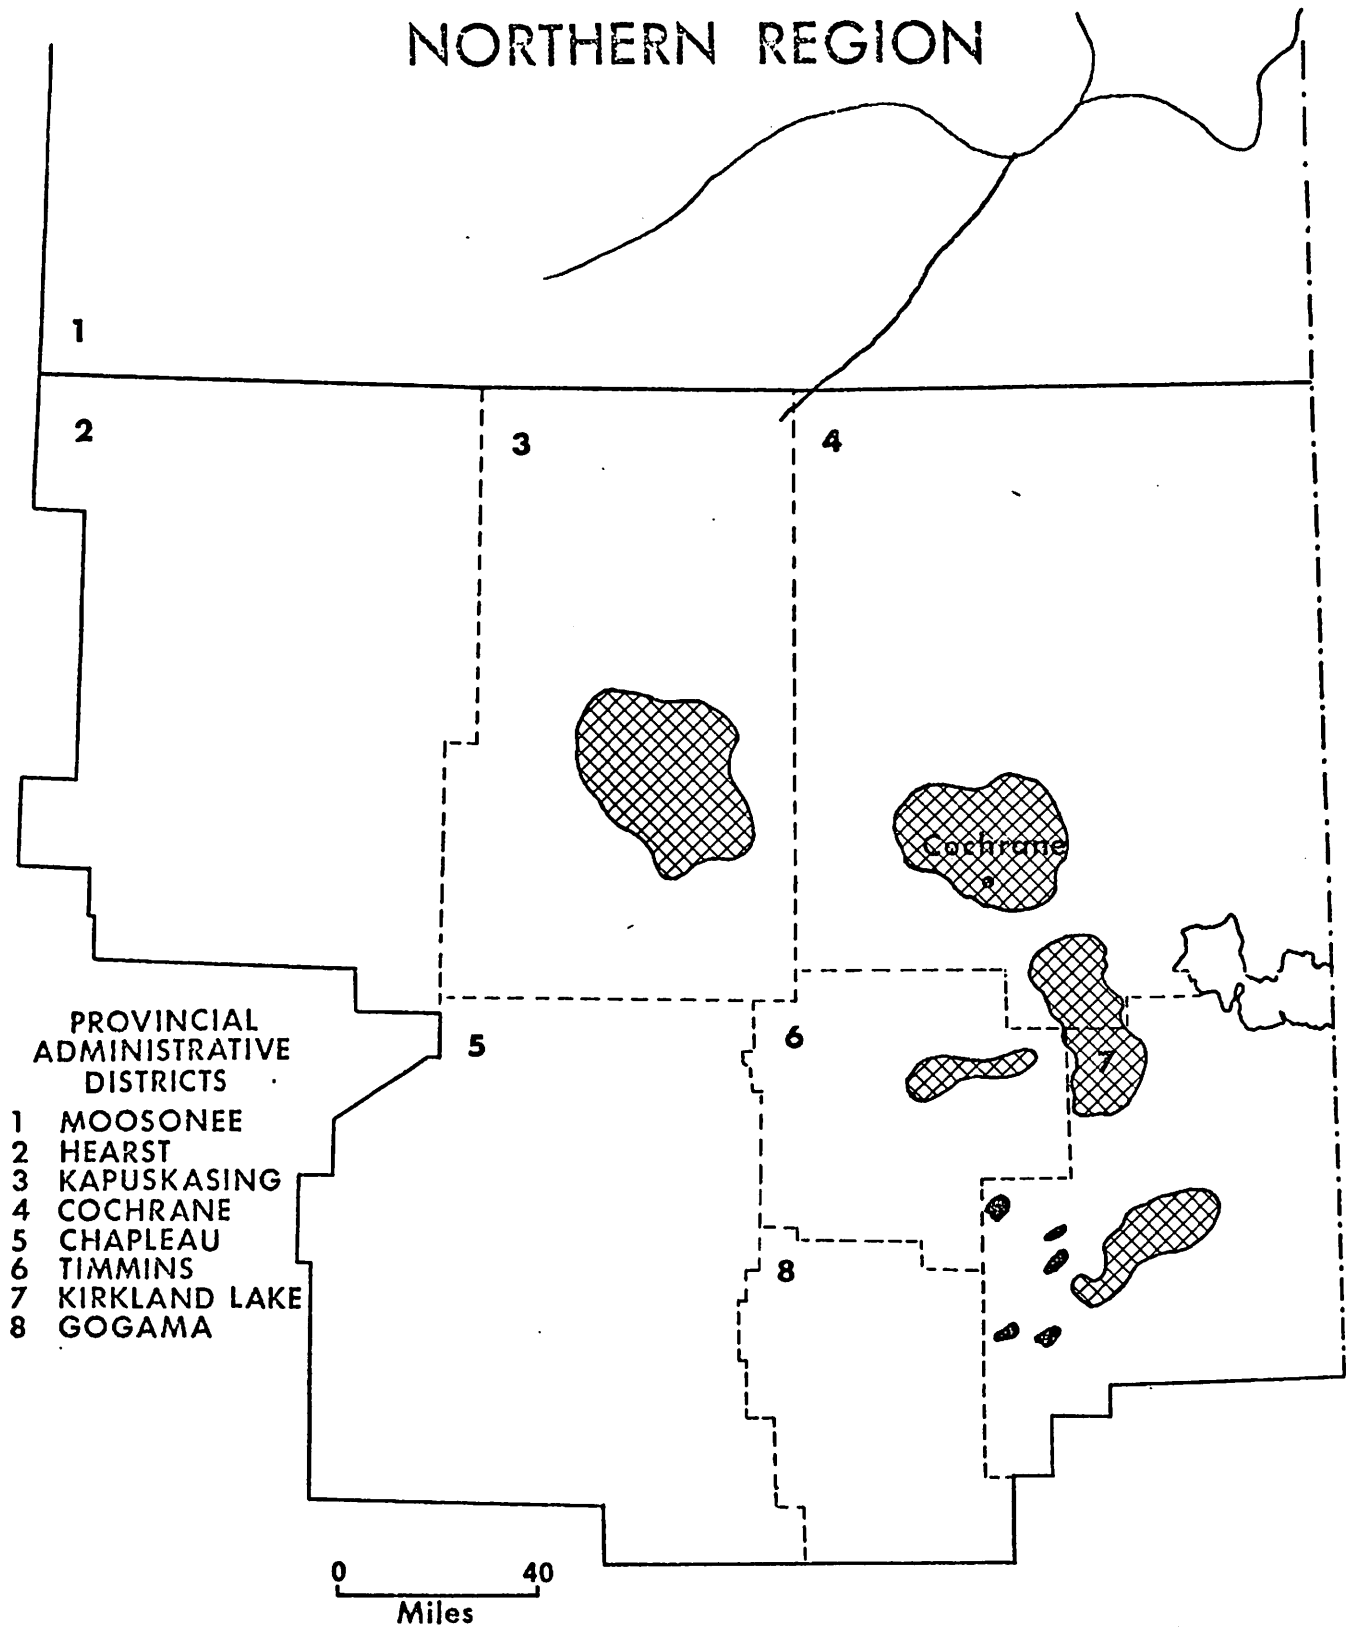 NORTHERN REGION
1
2
3
4
Cochrane
5
6
7
8
PROVINCIAL
ADMINISTRATIVE
DISTRICTS
1 MOOSONEE
2 HEARST
3 KAPUSKASING
4 COCHRANE
5 CHAPLEAU
6 TIMMINS
7 KIRKLAND LAKE
8 GOGAMA
0 40
Miles